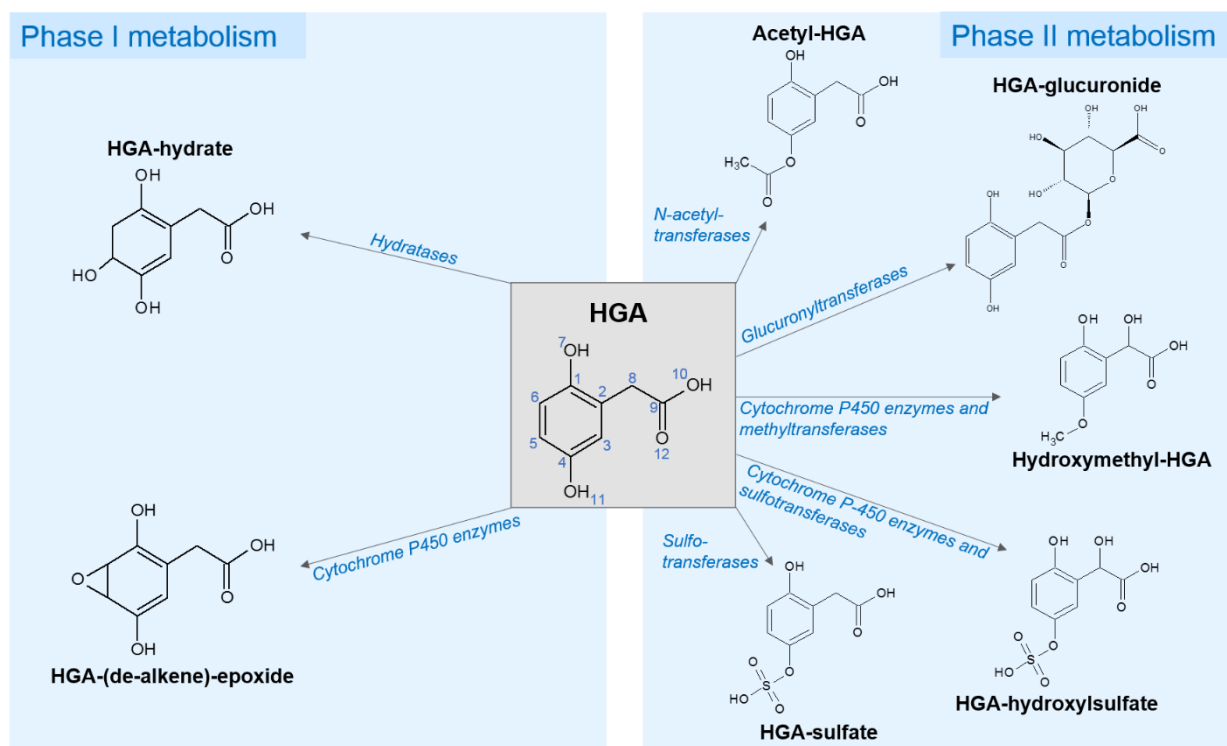 Phase I metabolism
HGA-hydrate
OH
OH
O
HO
OH
Hydratases
OH
OH
O
O
OH
Cytochrome P450 enzymes
HGA-(de-alkene)-epoxide
HGA
7
OH
1
8
10
OH
6
2
9
5
3
O
4
12
OH
11
Phase II metabolism
Acetyl-HGA
OH
OH
O
O
H₃C
O
N-acetyl-
transferases
HGA-glucuronide
OH
OH
HO
O
HO
O
OH
O
O
OH
Glucuronyltransferases
OH
OH
OH
O
O
H₃C
Cytochrome P450 enzymes and
methyltransferases
Hydroxymethyl-HGA
Cytochrome P-450 enzymes and
sulfotransferases
Sulfo-
transferases
OH
OH
O
O
O
S
HO
O
HGA-sulfate
OH
OH
OH
O
O
O
S
HO
O
HGA-hydroxylsulfate